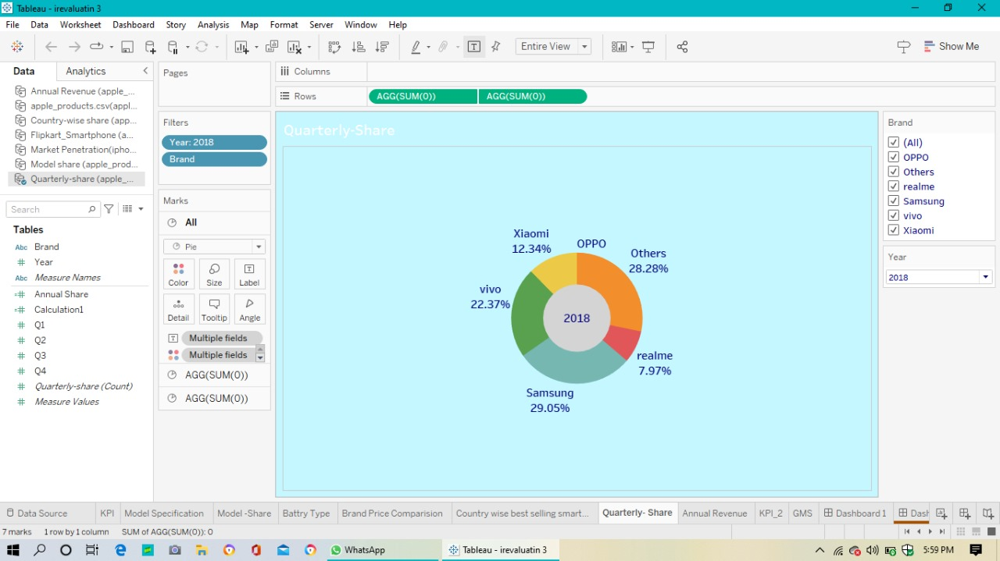 Tableau - irevaluatin 3
File Data Worksheet Dashboard Story Analysis Map Format Server Window Help
Entire View
Show Me
Data Analytics
Annual Revenue (apple_...
apple_products.csv(appl...
Country-wise share (app...
Flipkart_Smartphone (a...
Market Penetration(ipho...
Model share (apple_prod...
Quarterly-share (apple_...
Search
Tables
Abc Brand
Year
Abc Measure Names
Annual Share
Calculation1
Q1
Q2
Q3
Q4
Quarterly-share (Count)
Measure Values
Pages
Filters
Year: 2018
Brand
Marks
All
Pie
Color Size Label
Detail Tooltip Angle
Multiple fields
Multiple fields
AGG(SUM(0))
AGG(SUM(0))
Columns
Rows AGG(SUM(0)) AGG(SUM(0))
Quarterly-Share
Xiaomi
12.34%
OPPO
Others
28.28%
vivo
22.37%
2018
realme
7.97%
Samsung
29.05%
Brand
(All)
OPPO
Others
realme
Samsung
vivo
Xiaomi
Year
2018
Data Source KPI Model Specification Model -Share Battry Type Brand Price Comparision Country wise best selling smart... Quarterly- Share Annual Revenue KPI_2 GMS Dashboard 1 Dash
7 marks 1 row by 1 column SUM of AGG(SUM(0)): 0
WhatsApp Tableau - irevaluatin 3 5:59 PM